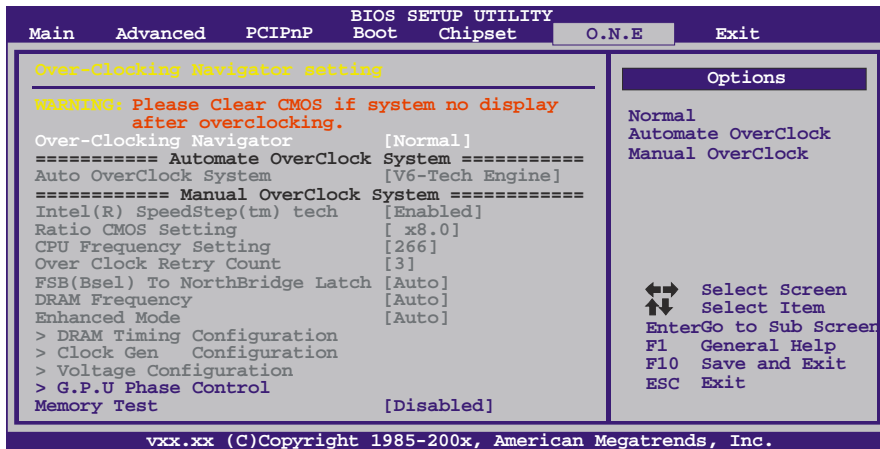 BIOS SETUP UTILITY
Main Advanced PCIPnP Boot Chipset O.N.E Exit
Over-Clocking Navigator setting
WARNING: Please Clear CMOS if system no display
after overclocking.
Over-Clocking Navigator [Normal]
=========== Automate OverClock System ===========
Auto OverClock System [V6-Tech Engine]
============ Manual OverClock System ============
Intel(R) SpeedStep(tm) tech [Enabled]
Ratio CMOS Setting [ x8.0]
CPU Frequency Setting [266]
Over Clock Retry Count [3]
FSB(Bsel) To NorthBridge Latch [Auto]
DRAM Frequency [Auto]
Enhanced Mode [Auto]
> DRAM Timing Configuration
> Clock Gen Configuration
> Voltage Configuration
> G.P.U Phase Control
Memory Test [Disabled]
Options
Normal
Automate OverClock
Manual OverClock
Select Screen
Select Item
EnterGo to Sub Screen
F1 General Help
F10 Save and Exit
ESC Exit
vxx.xx (C)Copyright 1985-200x, American Megatrends, Inc.